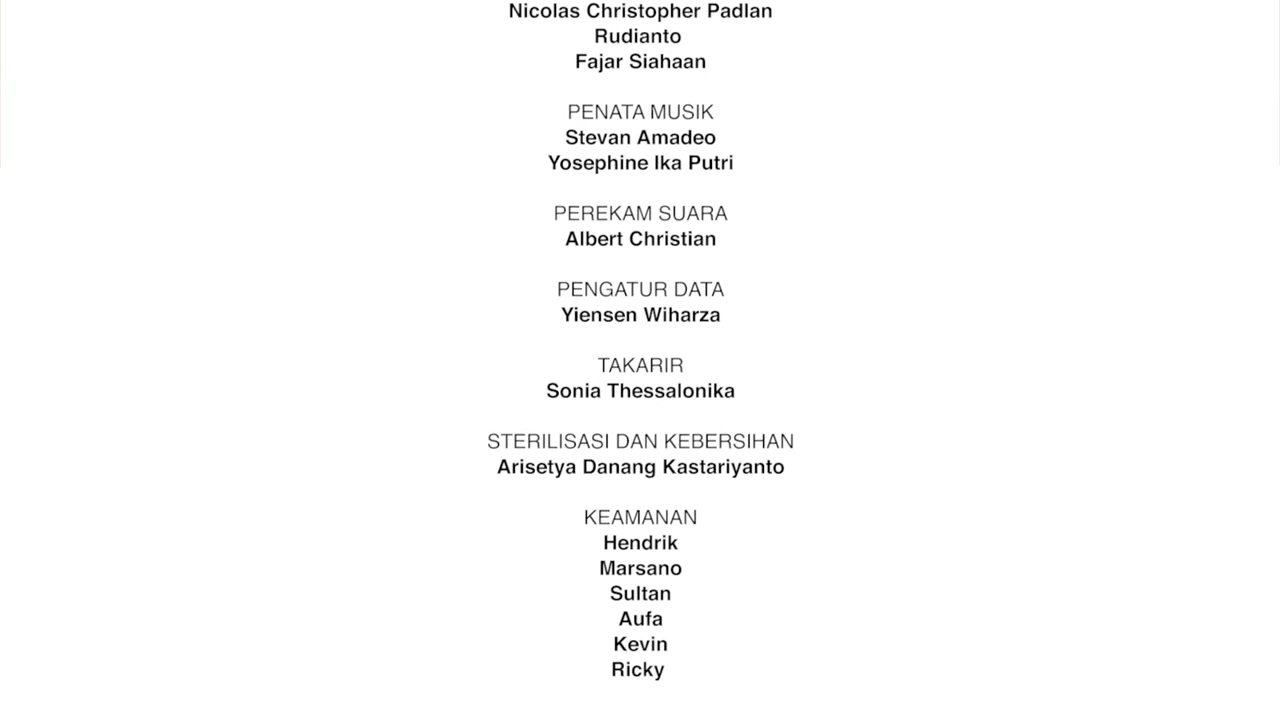 Nicolas Christopher Padlan
Rudianto
Fajar Siahaan
PENATA MUSIK
Stevan Amadeo
Yosephine Ika Putri
PEREKAM SUARA
Albert Christian
PENGATUR DATA
Yiensen Wiharza
TAKARIR
Sonia Thessalonika
STERILISASI DAN KEBERSIHAN
Arisetya Danang Kastariyanto
KEAMANAN
Hendrik
Marsano
Sultan
Aufa
Kevin
Ricky